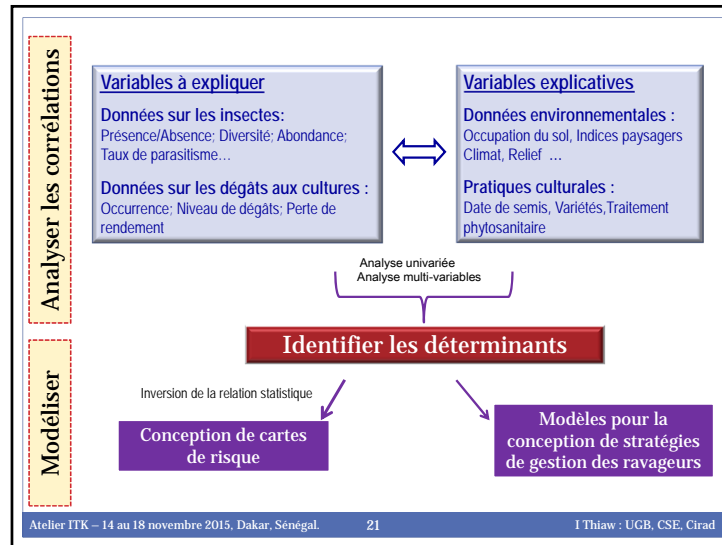 Analyser les corrélations
Variables à expliquer
Données sur les insectes:
Présence/Absence; Diversité; Abondance;
Taux de parasitisme…
Données sur les dégâts aux cultures :
Occurrence; Niveau de dégâts; Perte de
rendement
Variables explicatives
Données environnementales :
Occupation du sol, Indices paysagers
Climat, Relief …
Pratiques culturales :
Date de semis, Variétés,Traitement
phytosanitaire
Analyse univariée
Analyse multi-variables
Identifier les déterminants
Modéliser
Inversion de la relation statistique
Conception de cartes
de risque
Modèles pour la
conception de stratégies
de gestion des ravageurs
Atelier ITK – 14 au 18 novembre 2015, Dakar, Sénégal. 21 I Thiaw : UGB, CSE, Cirad